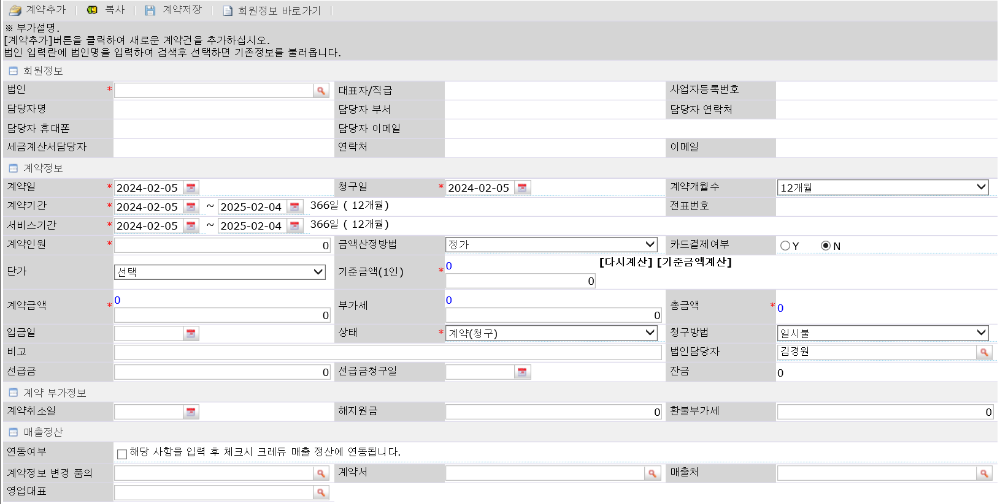 계약추가 복사 계약저장 회원정보 바로가기
※ 부가설명.
[계약추가]버튼을 클릭하여 새로운 계약건을 추가하십시오.
법인 입력란에 법인명을 입력하여 검색후 선택하면 기존정보를 불러옵니다.
회원정보
법인 * 대표자/직급 사업자등록번호
담당자명 담당자 부서 담당자 연락처
담당자 휴대폰 담당자 이메일
세금계산서담당자 연락처 이메일
계약정보
계약일 * 2024-02-05 청구일 * 2024-02-05 계약개월수 12개월
계약기간 * 2024-02-05 ~ 2025-02-04 366일 ( 12개월) 전표번호
서비스기간 * 2024-02-05 ~ 2025-02-04 366일 ( 12개월)
계약인원 * 0 금액산정방법 정가 카드결제여부 Y N
단가 선택 기준금액(1인) * 0 [다시계산] [기준금액계산]
0
계약금액 * 0 부가세 0 총금액 * 0
0 0
입금일 상태 * 계약(청구) 청구방법 일시불
비고 법인담당자 김경원
선급금 0 선급금청구일 잔금 0
계약 부가정보
계약취소일 해지원금 0 환불부가세 0
매출정산
연동여부 해당 사항을 입력 후 체크시 크레듀 매출 정산에 연동됩니다.
계약정보 변경 품의 계약서 매출처
영업대표